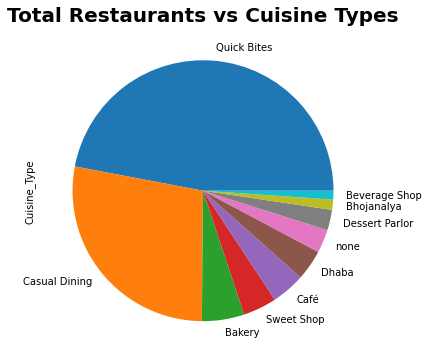 Total Restaurants vs Cuisine Types
Quick Bites
Cuisine_Type
Beverage Shop
Bhojanalya
Dessert Parlor
none
Dhaba
Café
Sweet Shop
Bakery
Casual Dining